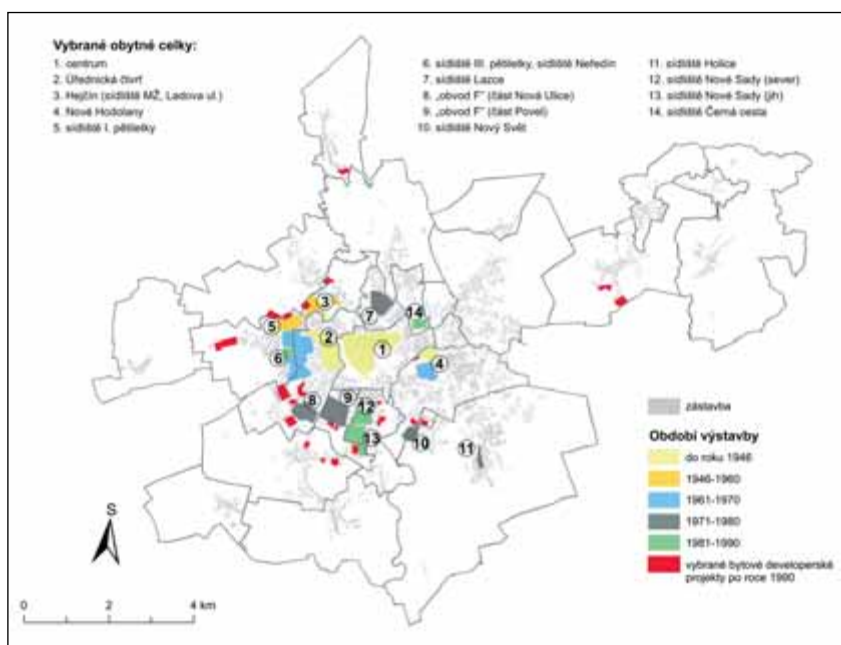 Vybrané obytné celky:
1. centrum
2. Úřednická čtvrť
3. Hejčín (sídliště MŽ, Ladova ul.)
4. Nové Hodolany
5. sídliště I. pětiletky
6. sídliště III. pětiletky, sídliště Neředín
7. sídliště Lazce
8. „obvod F" (část Nová Ulice)
9. „obvod F" (část Povel)
10. sídliště Nový Svět
11. sídliště Holice
12. sídliště Nové Sady (sever)
13. sídliště Nové Sady (jih)
14. sídliště Černá cesta
3
7
14
5
2
1
6
4
8
9
12
13
10
11
zástavba
Období výstavby
do roku 1946
1946-1960
1961-1970
1971-1980
1981-1990
vybrané bytové developerské
projekty po roce 1990
S
0 2 4 km